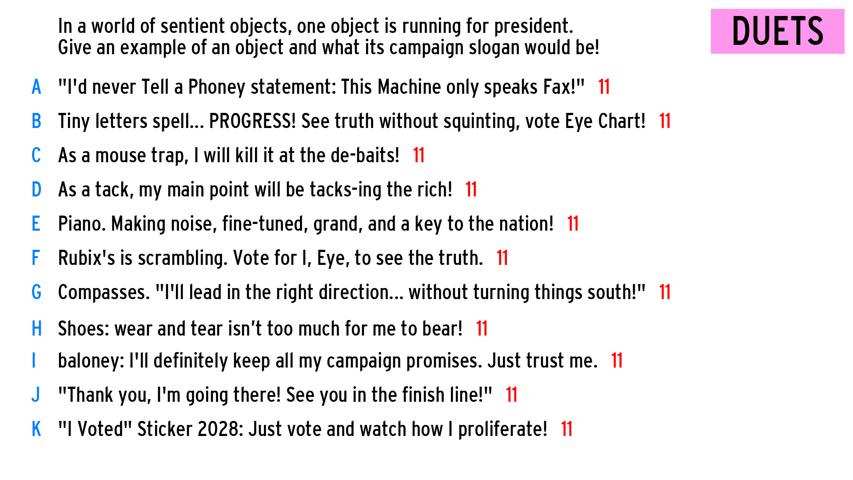 In a world of sentient objects, one object is running for president.
Give an example of an object and what its campaign slogan would be!
DUETS
A "I'd never Tell a Phoney statement: This Machine only speaks Fax!" 11
B Tiny letters spell... PROGRESS! See truth without squinting, vote Eye Chart! 11
C As a mouse trap, I will kill it at the de-baits! 11
D As a tack, my main point will be tacks-ing the rich! 11
E Piano. Making noise, fine-tuned, grand, and a key to the nation! 11
F Rubix's is scrambling. Vote for I, Eye, to see the truth. 11
G Compasses. "I'll lead in the right direction... without turning things south!" 11
H Shoes: wear and tear isn’t too much for me to bear! 11
I baloney: I'll definitely keep all my campaign promises. Just trust me. 11
J "Thank you, I'm going there! See you in the finish line!" 11
K "I Voted" Sticker 2028: Just vote and watch how I proliferate! 11